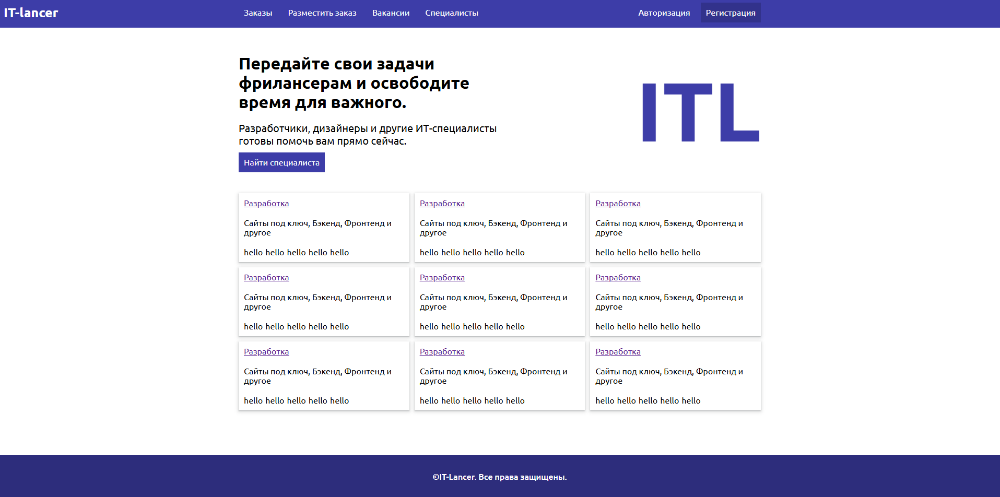 IT-lancer
Заказы Разместить заказ Вакансии Специалисты Авторизация Регистрация
Передайте свои задачи
фрилансерам и освободите
время для важного.
Разработчики, дизайнеры и другие ИТ-специалисты
готовы помочь вам прямо сейчас.
Найти специалиста
ITL
Разработка
Сайты под ключ, Бэкенд, Фронтенд и
другое
hello hello hello hello hello
Разработка
Сайты под ключ, Бэкенд, Фронтенд и
другое
hello hello hello hello hello
Разработка
Сайты под ключ, Бэкенд, Фронтенд и
другое
hello hello hello hello hello
Разработка
Сайты под ключ, Бэкенд, Фронтенд и
другое
hello hello hello hello hello
Разработка
Сайты под ключ, Бэкенд, Фронтенд и
другое
hello hello hello hello hello
Разработка
Сайты под ключ, Бэкенд, Фронтенд и
другое
hello hello hello hello hello
Разработка
Сайты под ключ, Бэкенд, Фронтенд и
другое
hello hello hello hello hello
Разработка
Сайты под ключ, Бэкенд, Фронтенд и
другое
hello hello hello hello hello
Разработка
Сайты под ключ, Бэкенд, Фронтенд и
другое
hello hello hello hello hello
©IT-Lancer. Все права защищены.